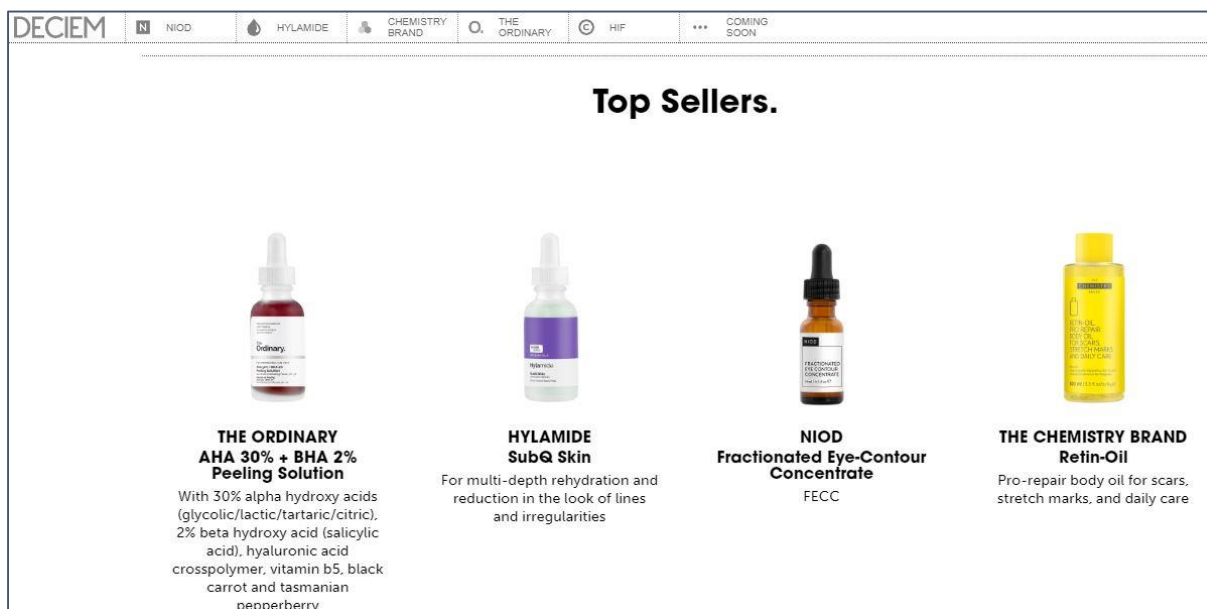 DECIEM
N NIOD
HYLAMIDE
CHEMISTRY
BRAND
O. THE
ORDINARY
© HIF
••• COMING
SOON
Top Sellers.
Ordinary.
Hylamide
NIOD
FRACTIONATED
EYE CONTOUR
CONCENTRATE
CHEMISTRY
RETIN-OIL,
PRO-REPAIR
BODY OIL
FOR SCARS,
STRETCH MARKS
AND DAILY CARE
THE ORDINARY
AHA 30% + BHA 2%
Peeling Solution
With 30% alpha hydroxy acids
(glycolic/lactic/tartaric/citric),
2% beta hydroxy acid (salicylic
acid), hyaluronic acid
crosspolymer, vitamin b5, black
carrot and tasmanian
pepperberry
HYLAMIDE
SubQ Skin
For multi-depth rehydration and
reduction in the look of lines
and irregularities
NIOD
Fractionated Eye-Contour
Concentrate
FECC
THE CHEMISTRY BRAND
Retin-Oil
Pro-repair body oil for scars,
stretch marks, and daily care